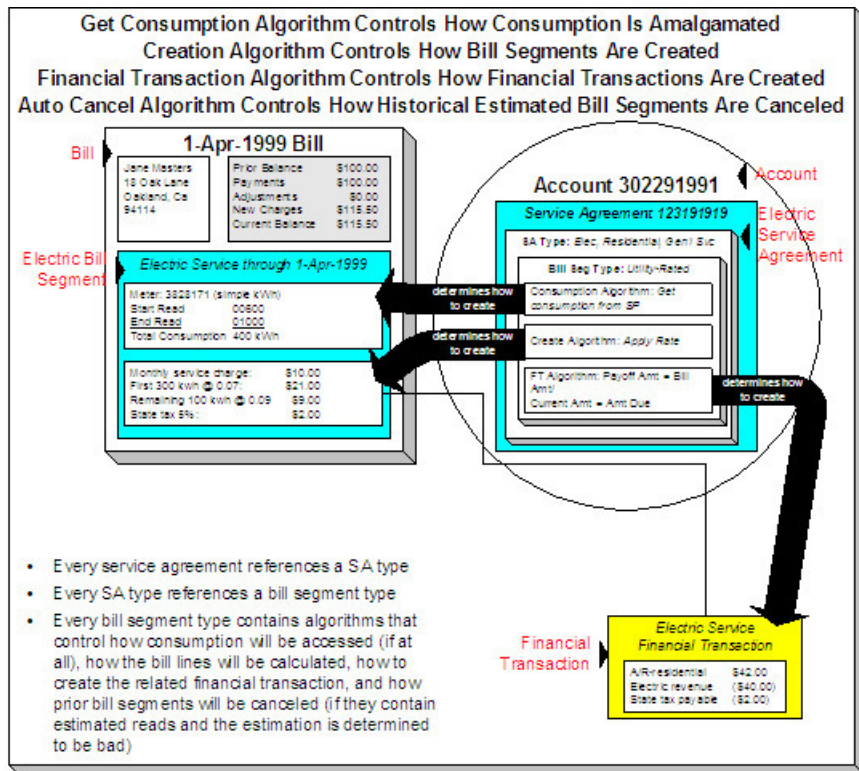 Get Consumption Algorithm Controls How Consumption Is Amalgamated
Creation Algorithm Controls How Bill Segments Are Created
Financial Transaction Algorithm Controls How Financial Transactions Are Created
Auto Cancel Algorithm Controls How Historical Estimated Bill Segments Are Canceled
Bill
1-Apr-1999 Bill
Jane Masters
18 Oak Lane
Oakland, Ca
94114
Prior Balance $100.00
Payments $100.00
Adjustments $0.00
New Charges $115.50
Current Balance $115.50
Electric Bill
Segment
Electric Service through 1-Apr-1999
Meter: 3828171 (simple kWh)
Start Read 00600
End Read 01000
Total Consumption 400 kWh
Monthly service charge: $10.00
First 300 kwh @ 0.07: $21.00
Remaining 100 kwh @ 0.09 $9.00
State tax 5%: $2.00
Account
Account 302291991
Service Agreement 123191919
Electric
Service
Agreement
SA Type: Elec, Residential, Gen'l Svc
Bill Seg Type: Utility-Rated
determines how
to create
Consumption Algorithm: Get
consumption from SP
determines how
to create
Create Algorithm: Apply Rate
FT Algorithm: Payoff Amt = Bill
Amt/
Current Amt = Amt Due
determines how
to create
• Every service agreement references a SA type
• Every SA type references a bill segment type
• Every bill segment type contains algorithms that
control how consumption will be accessed (if at
all), how the bill lines will be calculated, how to
create the related financial transaction, and how
prior bill segments will be canceled (if they contain
estimated reads and the estimation is determined
to be bad)
Financial
Transaction
Electric Service
Financial Transaction
A/R-residential $42.00
Electric revenue ($40.00)
State tax payable ($2.00)